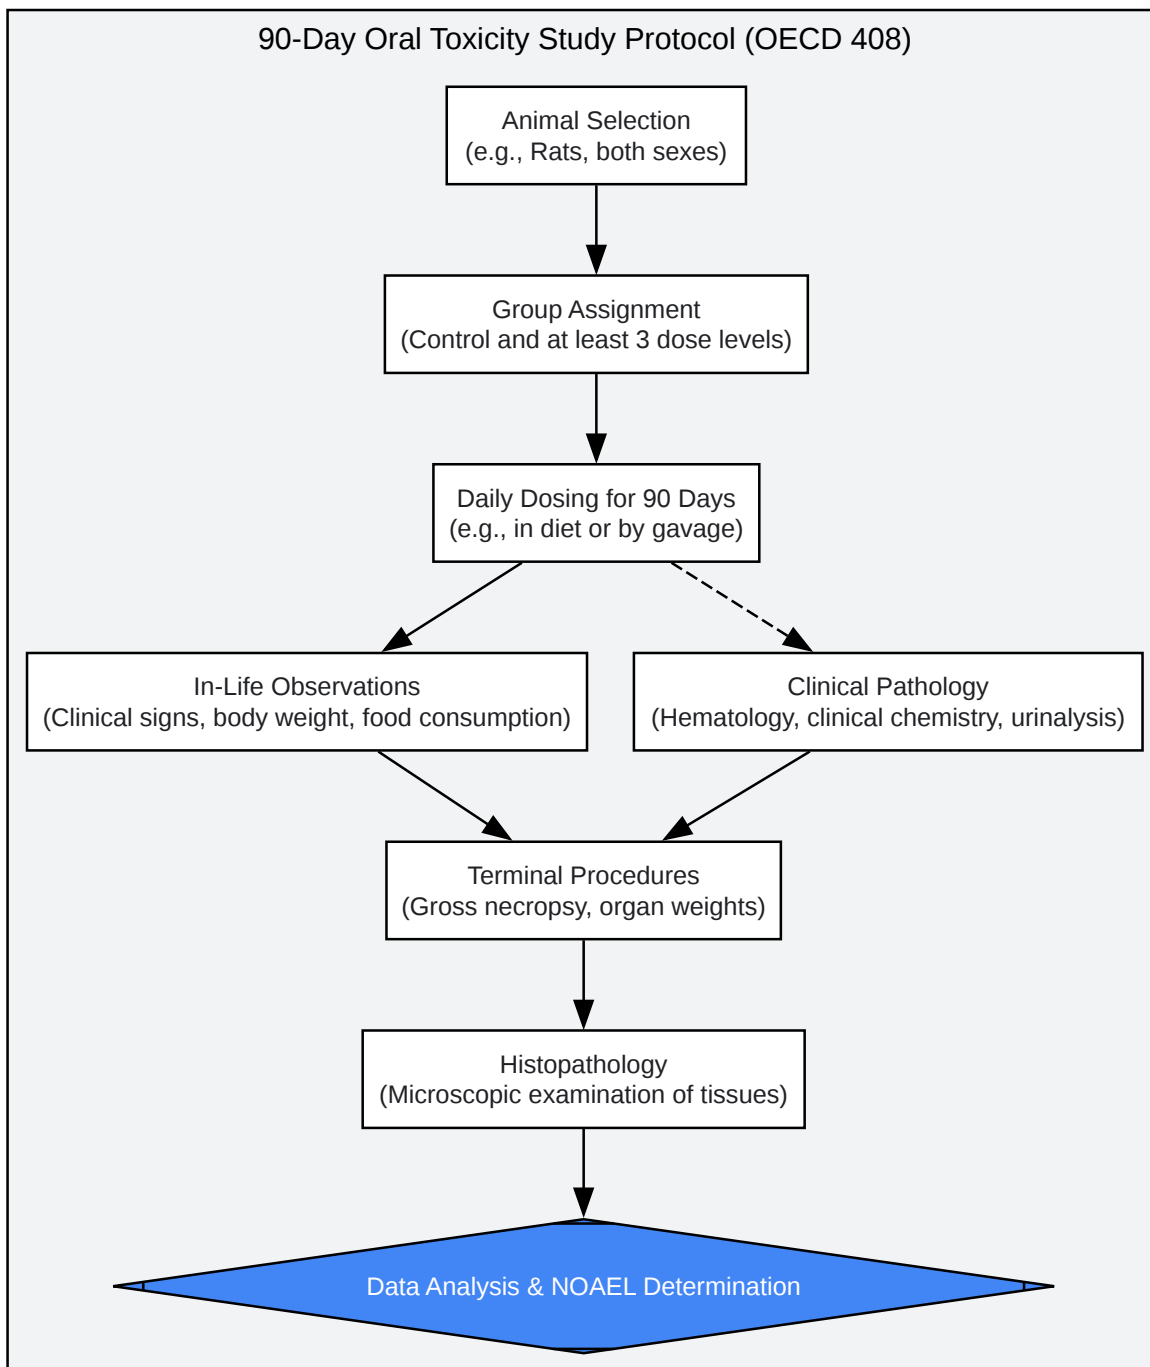 90-Day Oral Toxicity Study Protocol (OECD 408)
Animal Selection
(e.g., Rats, both sexes)
Group Assignment
(Control and at least 3 dose levels)
Daily Dosing for 90 Days
(e.g., in diet or by gavage)
In-Life Observations
(Clinical signs, body weight, food consumption)
Clinical Pathology
(Hematology, clinical chemistry, urinalysis)
Terminal Procedures
(Gross necropsy, organ weights)
Histopathology
(Microscopic examination of tissues)
Data Analysis & NOAEL Determination